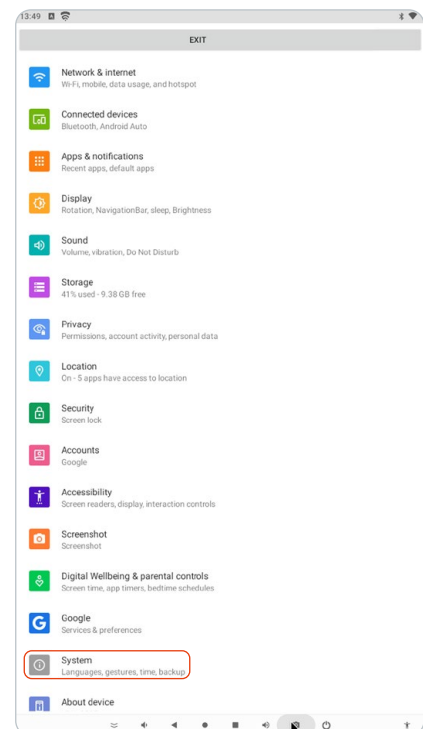 13:49
EXIT
Network & internet
Wi-Fi, mobile, data usage, and hotspot
Connected devices
Bluetooth, Android Auto
Apps & notifications
Recent apps, default apps
Display
Rotation, NavigationBar, sleep, Brightness
Sound
Volume, vibration, Do Not Disturb
Storage
41% used - 9.38 GB free
Privacy
Permissions, account activity, personal data
Location
On - 5 apps have access to location
Security
Screen lock
Accounts
Google
Accessibility
Screen readers, display, interaction controls
Screenshot
Screenshot
Digital Wellbeing & parental controls
Screen time, app timers, bedtime schedules
Google
Services & preferences
System
Languages, gestures, time, backup
About device